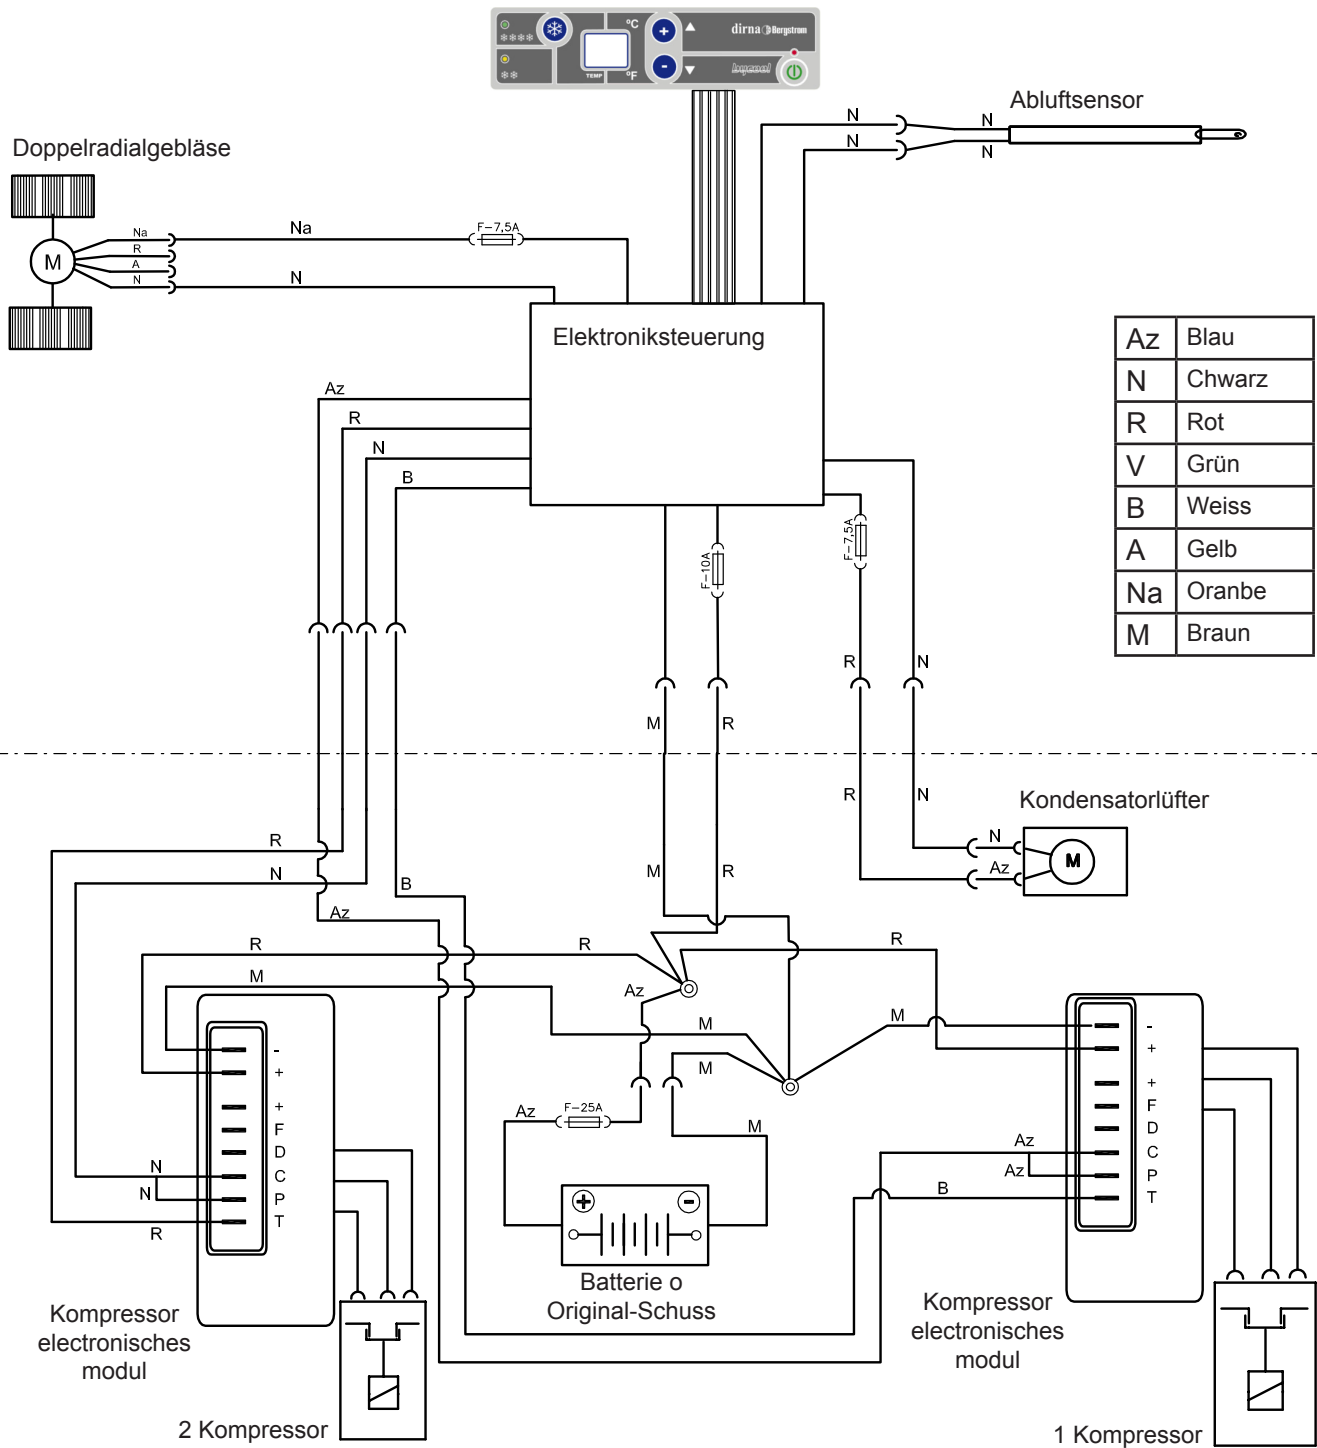 °C
dirna Bergstrom
TEMP
°F
bycool
Abluftsensor
N
N
N
N
Doppelradialgebläse
Na
R
A
N
M
Na
F-7,5A
N
Elektroniksteuerung
Az Blau
N Chwarz
R Rot
V Grün
B Weiss
A Gelb
Na Oranbe
M Braun
Az
R
N
B
F-10A
F-7,5A
R
N
M
R
R
N
Kondensatorlüfter
N
Az
M
R
N
Az
B
M
R
R
R
R
M
Az
M
M
M
Az
F-25A
M
-
+
+
F
D
C
P
T
N
N
R
-
+
+
F
D
C
P
T
Az
Az
B
+
-
Batterie o
Original-Schuss
Kompressor
electronisches
modul
2 Kompressor
Kompressor
electronisches
modul
1 Kompressor